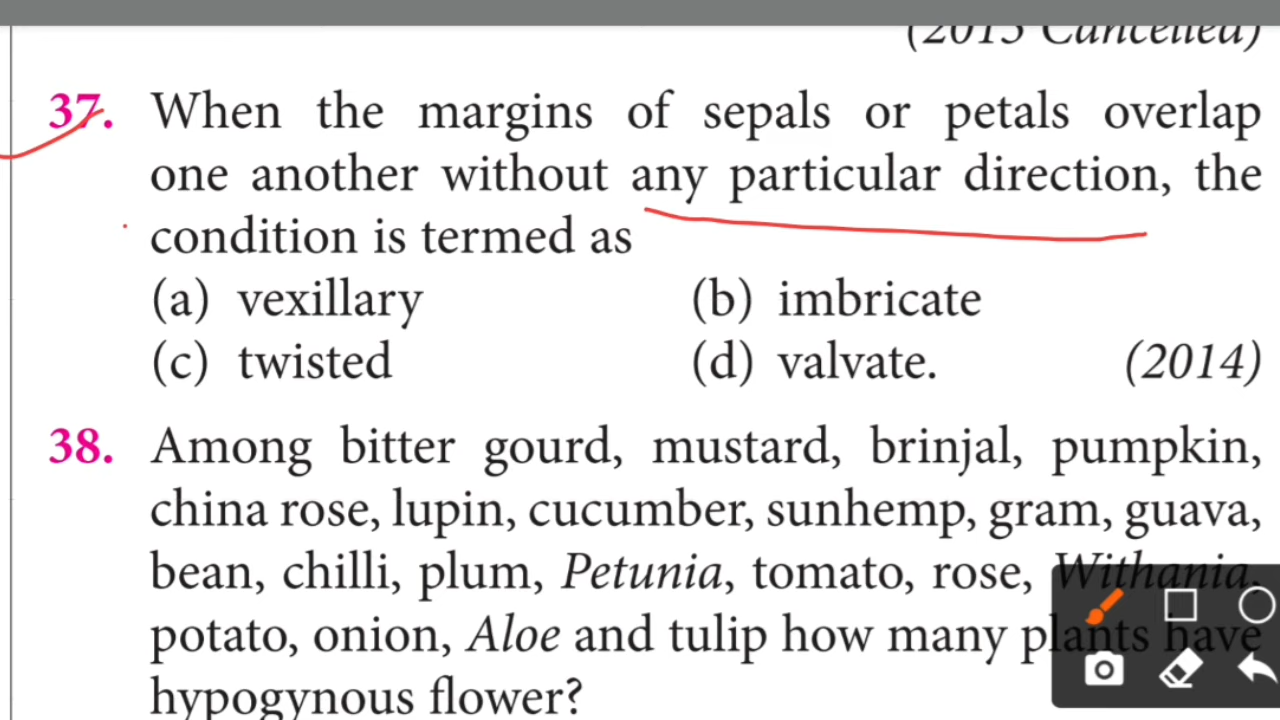 (2015 Cancelled)
37. When the margins of sepals or petals overlap
one another without any particular direction, the
condition is termed as
(a) vexillary (b) imbricate
(c) twisted (d) valvate. (2014)
38. Among bitter gourd, mustard, brinjal, pumpkin,
china rose, lupin, cucumber, sunhemp, gram, guava,
bean, chilli, plum, Petunia, tomato, rose, Withania,
potato, onion, Aloe and tulip how many plants have
hypogynous flower?